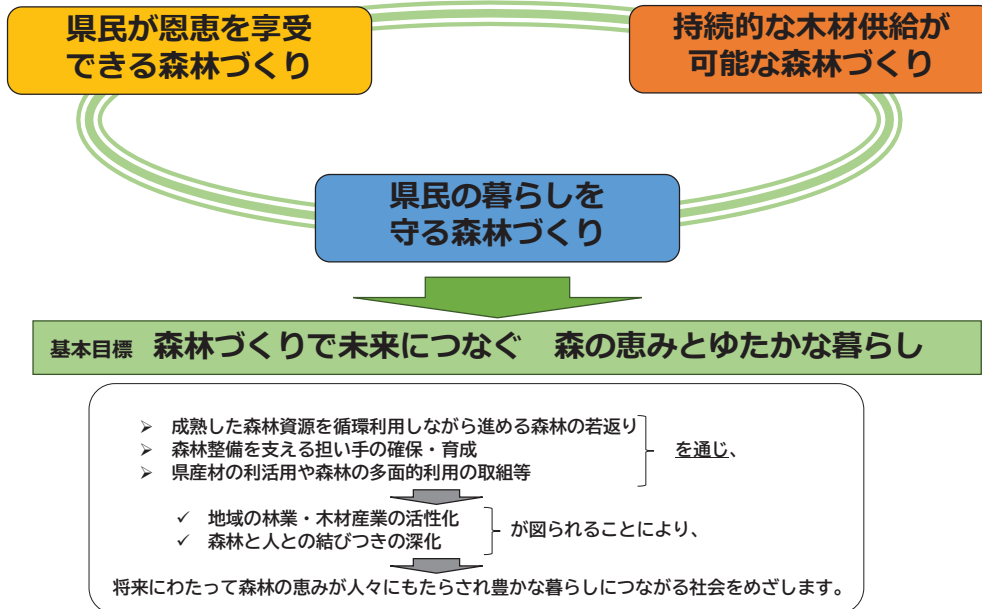 県民が恩恵を享受
できる森林づくり
持続的な木材供給が
可能な森林づくり
県民の暮らしを
守る森林づくり
基本目標 森林づくりで未来につなぐ　森の恵みとゆたかな暮らし
➢ 成熟した森林資源を循環利用しながら進める森林の若返り
➢ 森林整備を支える担い手の確保・育成 を通じ、
➢ 県産材の利活用や森林の多面的利用の取組等
✓ 地域の林業・木材産業の活性化
✓ 森林と人との結びつきの深化
が図られることにより、
将来にわたって森林の恵みが人々にもたらされ豊かな暮らしにつながる社会をめざします。